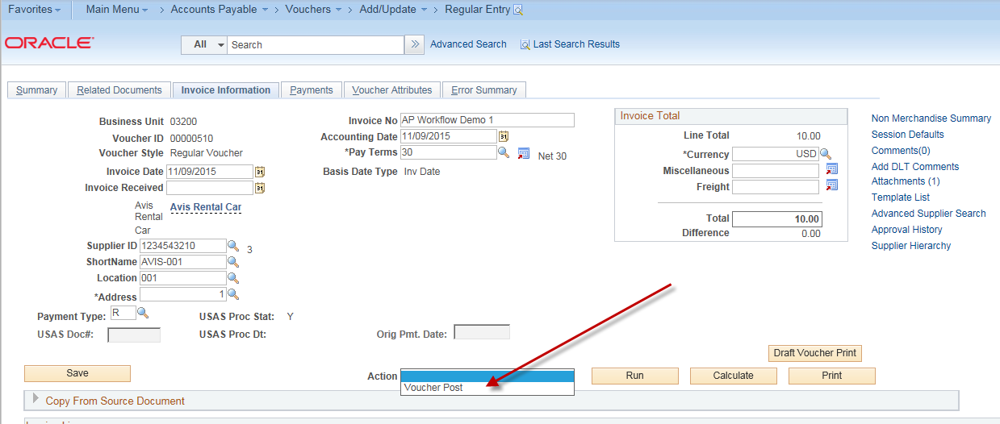 Favorites Main Menu > Accounts Payable > Vouchers > Add/Update > Regular Entry
ORACLE
All Search Advanced Search Last Search Results
Summary Related Documents Invoice Information Payments Voucher Attributes Error Summary
Business Unit 03200
Voucher ID 00000510
Voucher Style Regular Voucher
Invoice Date 11/09/2015
Invoice Received
Avis Rental Car
Avis Rental Car
Supplier ID 1234543210 3
ShortName AVIS-001
Location 001
*Address 1
Payment Type: R
USAS Proc Stat: Y
USAS Doc#:
USAS Proc Dt:
Orig Pmt. Date:
Invoice No AP Workflow Demo 1
Accounting Date 11/09/2015
*Pay Terms 30 Net 30
Basis Date Type Inv Date
Invoice Total
Line Total 10.00
*Currency USD
Miscellaneous
Freight
Total 10.00
Difference 0.00
Non Merchandise Summary
Session Defaults
Comments(0)
Add DLT Comments
Attachments (1)
Template List
Advanced Supplier Search
Approval History
Supplier Hierarchy
Draft Voucher Print
Save Action Run Calculate Print
Voucher Post
Copy From Source Document